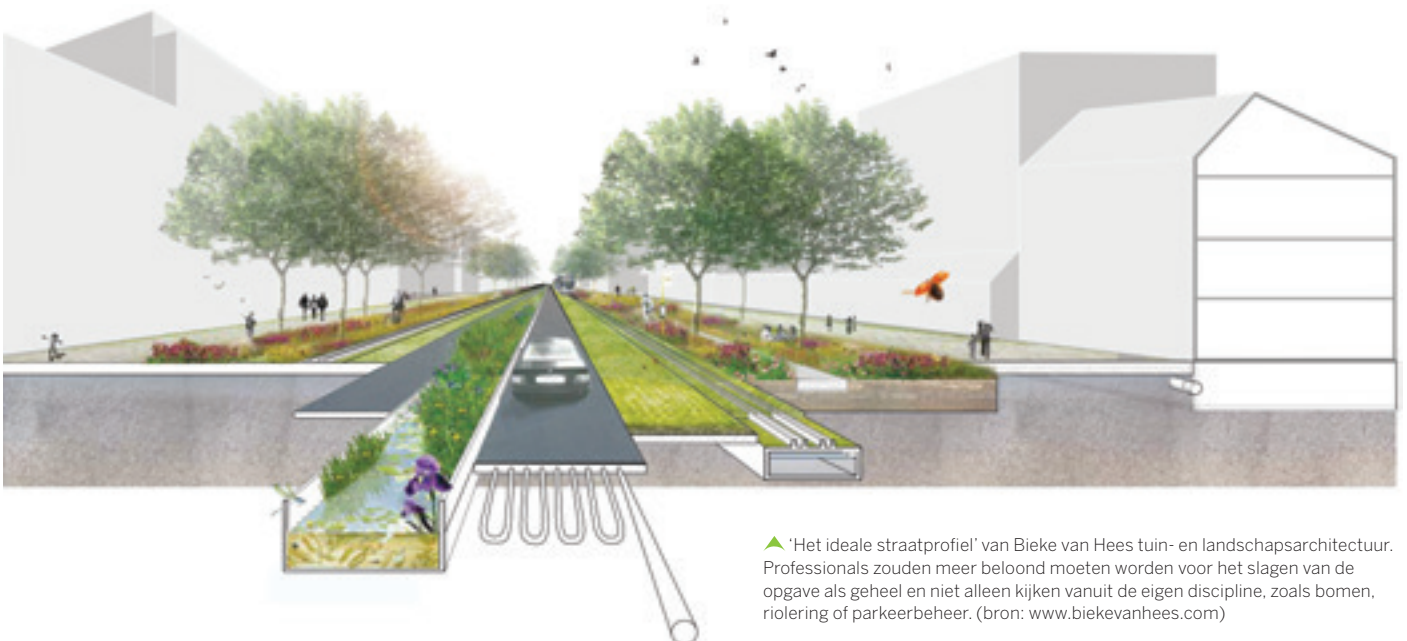 ‘Het ideale straatprofiel’ van Bieke van Hees tuin- en landschapsarchitectuur.
Professionals zouden meer beloond moeten worden voor het slagen van de
opgave als geheel en niet alleen kijken vanuit de eigen discipline, zoals bomen,
riolering of parkeerbeheer. (bron: www.biekevanhees.com)